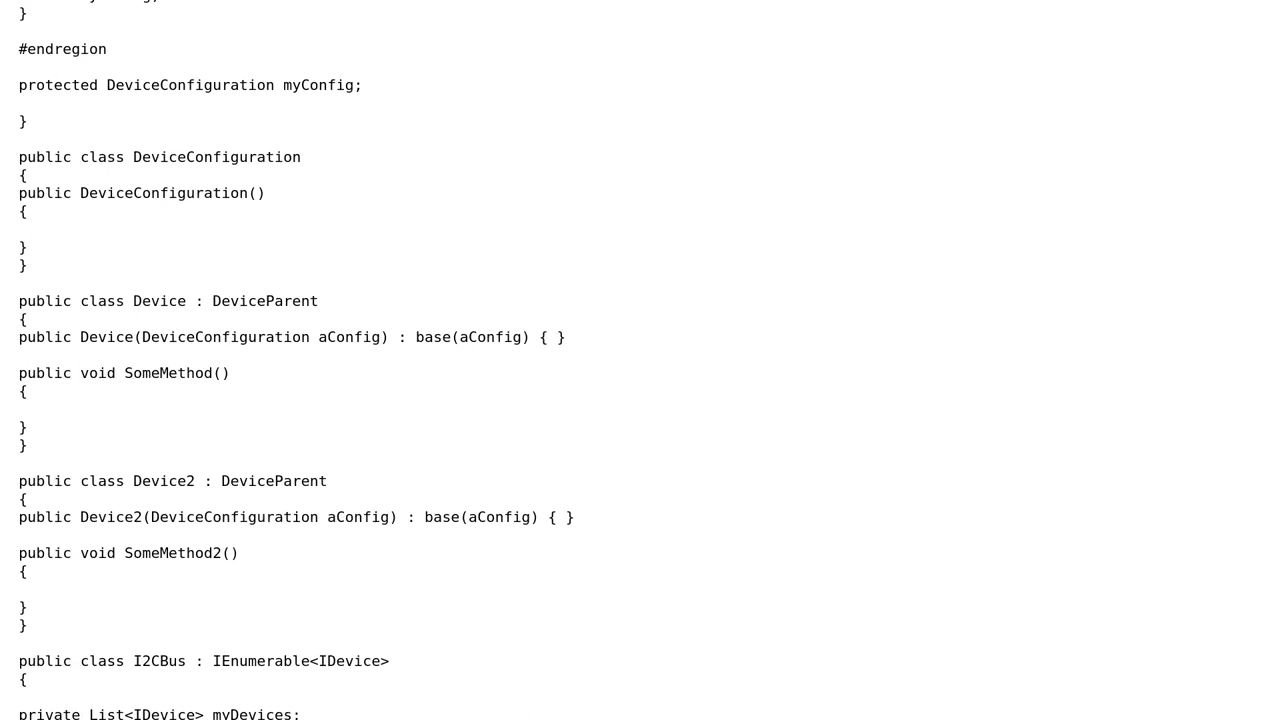 }
#endregion
protected DeviceConfiguration myConfig;
}
public class DeviceConfiguration
{
public DeviceConfiguration()
{
}
}
public class Device : DeviceParent
{
public Device(DeviceConfiguration aConfig) : base(aConfig) { }
public void SomeMethod()
{
}
}
public class Device2 : DeviceParent
{
public Device2(DeviceConfiguration aConfig) : base(aConfig) { }
public void SomeMethod2()
{
}
}
public class I2CBus : IEnumerable<IDevice>
{
private List<IDevice> myDevices;